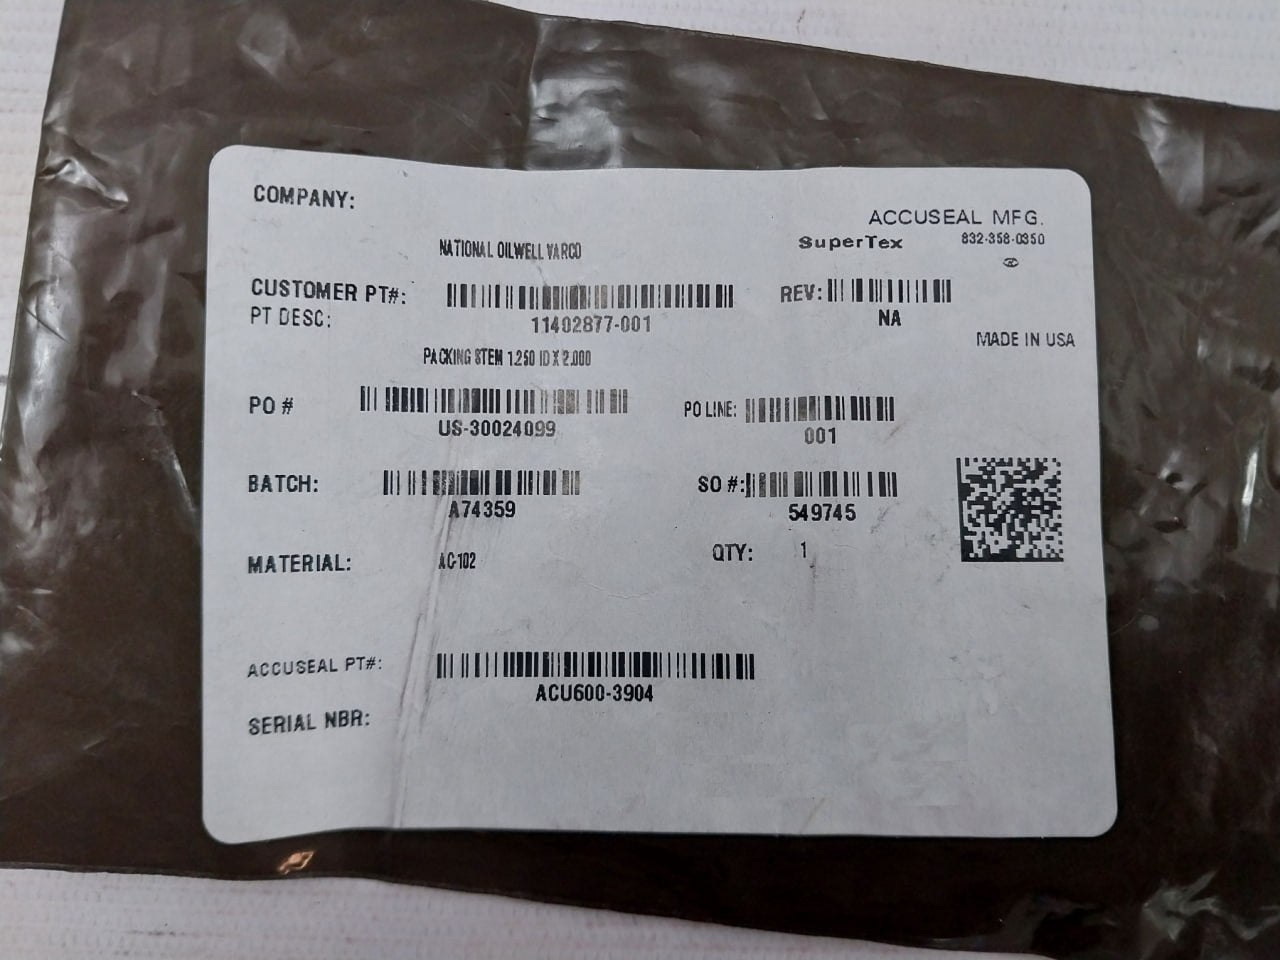 COMPANY:
ACCUSEAL MFG.
NATIONAL OILWELL VARCO
SuperTex
832-358-0350
CUSTOMER PT#:
REV:
PT DESC:
11402877-001
NA
MADE IN USA
PACKING STEM 1.250 ID X 2.000
PO #
PO LINE:
US-30024099
001
BATCH:
SO #:
A74359
549745
MATERIAL:
AC-102
QTY:
1
ACCUSEAL PT#:
ACU600-3904
SERIAL NBR: